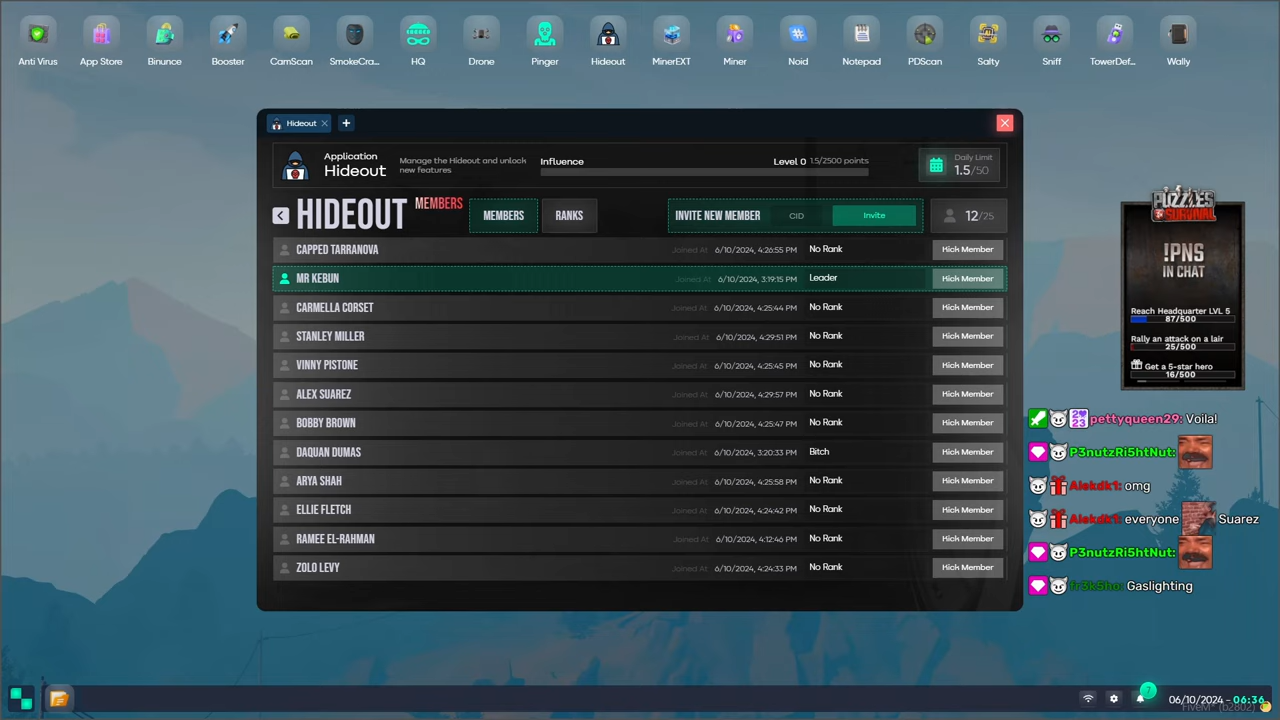 Anti Virus
App Store
Binunce
Booster
CamScan
SmokeCra...
HQ
Drone
Pinger
Hideout
MinerEXT
Miner
Noid
Notepad
PDScan
Salty
Sniff
TowerDef...
Wally
Hideout
Application
Hideout
Manage the Hideout and unlock
new features
Influence
Level 0 1.5/2500 points
Daily Limit
1.5/50
HIDEOUT MEMBERS
MEMBERS
RANKS
INVITE NEW MEMBER
CID
Invite
12/25
CAPPED TARRANOVA Joined At 6/10/2024, 4:26:55 PM No Rank Kick Member
MR KEBUN Joined At 6/10/2024, 3:19:15 PM Leader Kick Member
CARMELLA CORSET Joined At 6/10/2024, 4:25:44 PM No Rank Kick Member
STANLEY MILLER Joined At 6/10/2024, 4:29:51 PM No Rank Kick Member
VINNY PISTONE Joined At 6/10/2024, 4:25:45 PM No Rank Kick Member
ALEX SUAREZ Joined At 6/10/2024, 4:29:57 PM No Rank Kick Member
BOBBY BROWN Joined At 6/10/2024, 4:25:47 PM No Rank Kick Member
DAQUAN DUMAS Joined At 6/10/2024, 3:20:33 PM Bitch Kick Member
ARYA SHAH Joined At 6/10/2024, 4:25:58 PM No Rank Kick Member
ELLIE FLETCH Joined At 6/10/2024, 4:24:42 PM No Rank Kick Member
RAMEE EL-RAHMAN Joined At 6/10/2024, 4:12:46 PM No Rank Kick Member
ZOLO LEVY Joined At 6/10/2024, 4:24:33 PM No Rank Kick Member
PUZZLES
SURVIVAL
!PNS
IN CHAT
Reach Headquarter LVL 5
87/500
Rally an attack on a lair
25/500
Get a 5-star hero
16/500
pettyqueen29: Voila!
P3nutzRi5htNut:
Alekdk1: omg
Alekdk1: everyone Suarez
P3nutzRi5htNut:
fr3k5ho: Gaslighting
06/10/2024 - 06:36
FiveM® (b2802)